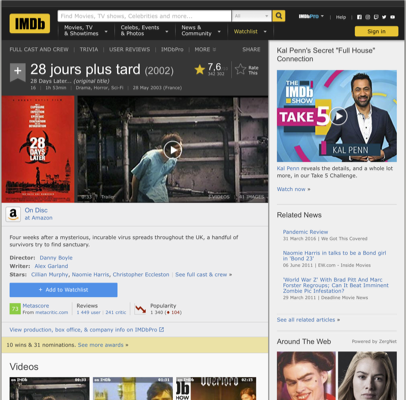 IMDb
Find Movies, TV shows, Celebrities and more...
All
IMDbPro
Help
Movies, TV & Showtimes
Celebs, Events & Photos
News & Community
Watchlist
Sign in
FULL CAST AND CREW | TRIVIA | USER REVIEWS | IMDbPro | MORE
SHARE
28 jours plus tard (2002)
28 Days Later... (original title)
16 | 1h 53min | Drama, Horror, Sci-Fi | 28 May 2003 (France)
7,6
Rate This
28 DAYS LATER
Trailer
On Disc
at Amazon
Four weeks after a mysterious, incurable virus spreads throughout the UK, a handful of survivors try to find sanctuary.
Director: Danny Boyle
Writer: Alex Garland
Stars: Cillian Murphy, Naomie Harris, Christopher Eccleston | See full cast & crew »
+ Add to Watchlist
Metascore
From metacritic.com
Reviews
1 449 user | 241 critic
Popularity
View production, box office, & company info on IMDbPro
10 wins & 31 nominations. See more awards »
Videos
Kal Penn's Secret "Full House" Connection
THE IMDb SHOW
TAKE 5
KAL PENN
Kal Penn reveals the details, and a whole lot more, in our Take 5 Challenge.
Watch now »
Related News
Pandemic Review
31 March 2016 | We Got This Covered
Naomie Harris in talks to be a Bond girl in 'Bond 23'
06 June 2011 | EW.com - Inside Movies
'World War Z' With Brad Pitt And Marc Forster Regroups; Can It Beat Imminent Zombie Pic Infestation?
29 March 2011 | Deadline Movie News
See all related articles »
Around The Web
Powered by ZergNet